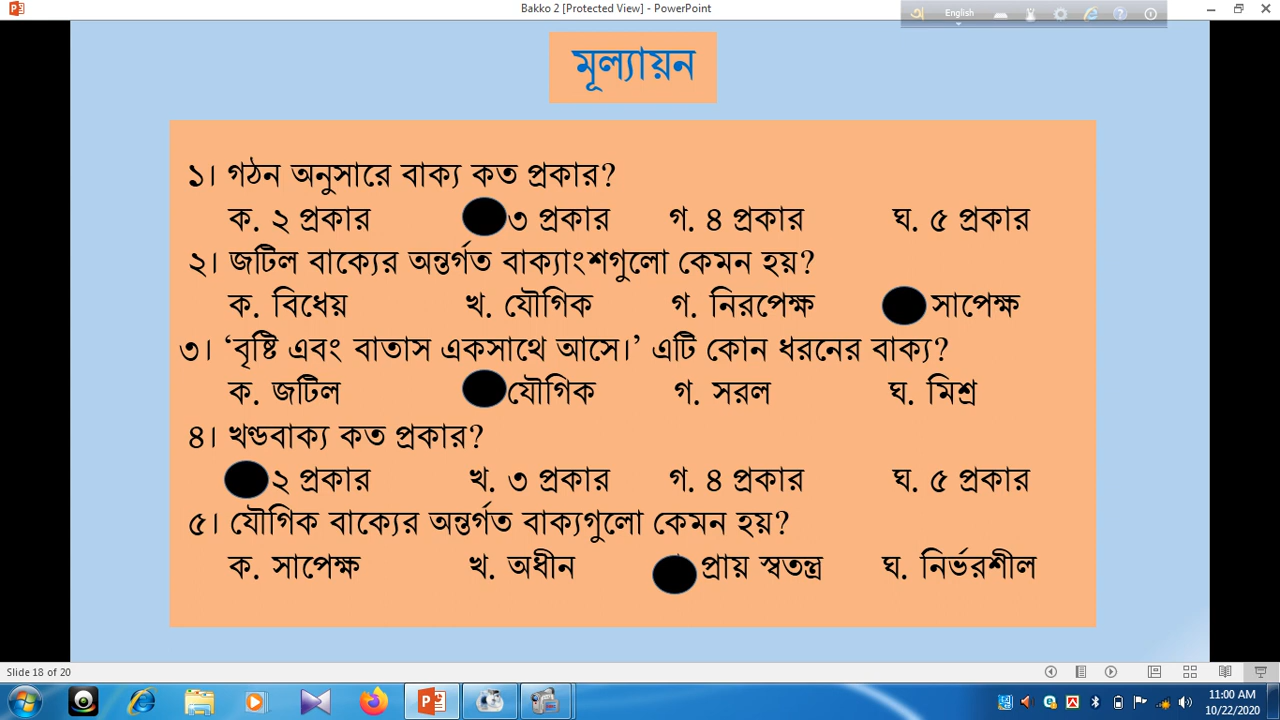 Bakko 2 [Protected View] - PowerPoint
English
মূল্যায়ন
১। গঠন অনুসারে বাক্য কত প্রকার?
ক. ২ প্রকার ৩ প্রকার গ. ৪ প্রকার ঘ. ৫ প্রকার
২। জটিল বাক্যের অন্তর্গত বাক্যাংশগুলো কেমন হয়?
ক. বিধেয় খ. যৌগিক গ. নিরপেক্ষ সাপেক্ষ
৩। ‘বৃষ্টি এবং বাতাস একসাথে আসে।’ এটি কোন ধরনের বাক্য?
ক. জটিল যৌগিক গ. সরল ঘ. মিশ্র
৪। খণ্ডবাক্য কত প্রকার?
২ প্রকার খ. ৩ প্রকার গ. ৪ প্রকার ঘ. ৫ প্রকার
৫। যৌগিক বাক্যের অন্তর্গত বাক্যগুলো কেমন হয়?
ক. সাপেক্ষ খ. অধীন প্রায় স্বতন্ত্র ঘ. নির্ভরশীল
Slide 18 of 20
11:00 AM
10/22/2020